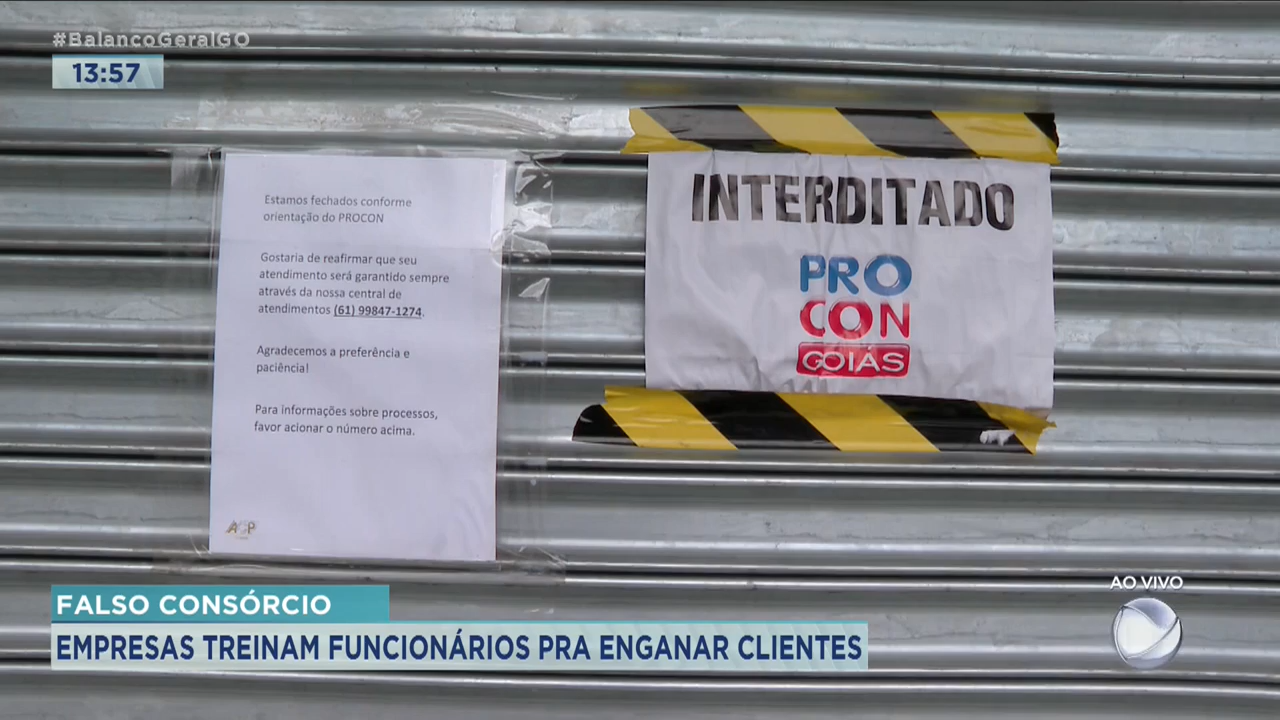 #BalancoGeralGO
13:57
Estamos fechados conforme
orientação do PROCON
Gostaria de reafirmar que seu
atendimento será garantido sempre
através da nossa central de
atendimentos (61) 99847-1274.
Agradecemos a preferência e
paciência!
Para informações sobre processos,
favor acionar o número acima.
INTERDITADO
PRO
CON
GOIÁS
AO VIVO
FALSO CONSÓRCIO
EMPRESAS TREINAM FUNCIONÁRIOS PRA ENGANAR CLIENTES